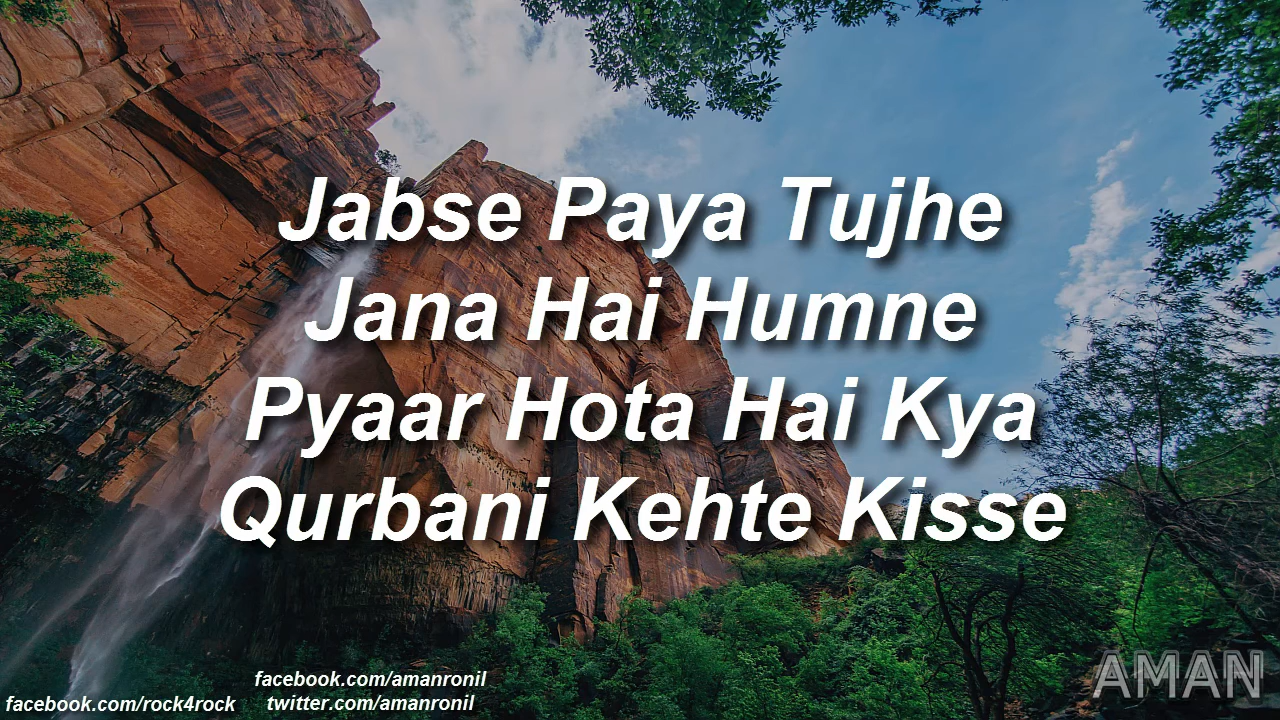 Jabse Paya Tujhe
Jana Hai Humne
Pyaar Hota Hai Kya
Qurbani Kehte Kisse
facebook.com/amanronil
facebook.com/rock4rock
twitter.com/amanronil
AMAN